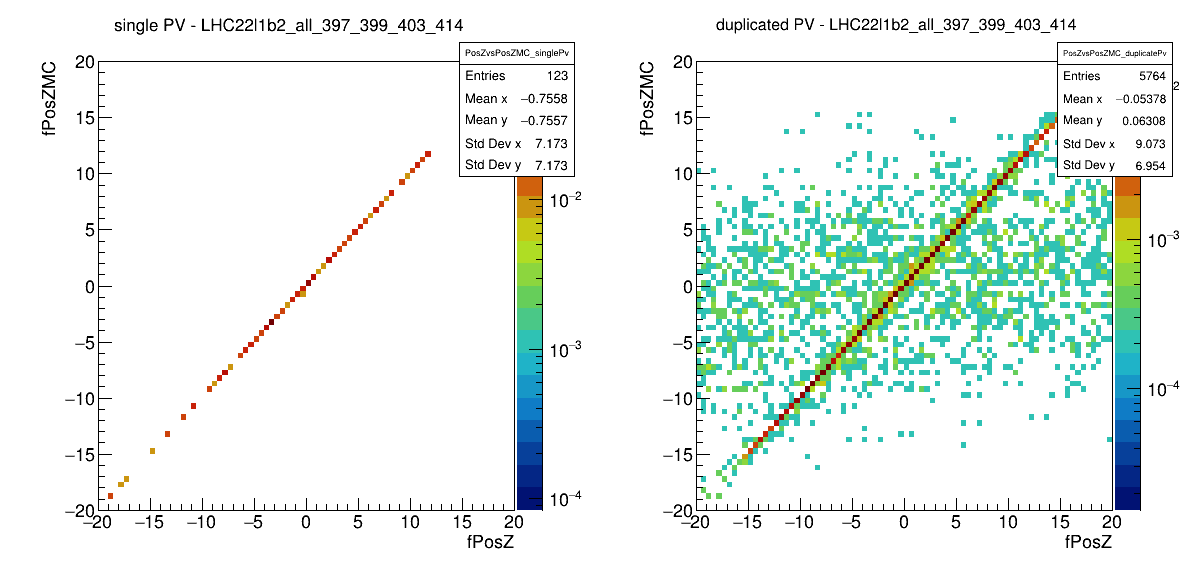 single PV - LHC22l1b2_all_397_399_403_414
PosZvsPosZMC_singlePv
Entries 123
Mean x −0.7558
Mean y −0.7557
Std Dev x 7.173
Std Dev y 7.173
fPosZMC
20
15
10
5
0
−5
−10
−15
−20
−20 −15 −10 −5 0 5 10 15 20
fPosZ
10−2
10−3
10−4
duplicated PV - LHC22l1b2_all_397_399_403_414
PosZvsPosZMC_duplicatePv
Entries 5764
Mean x −0.05378
Mean y 0.06308
Std Dev x 9.073
Std Dev y 6.954
fPosZMC
20
15
10
5
0
−5
−10
−15
−20
−20 −15 −10 −5 0 5 10 15 20
fPosZ
2
10−3
10−4